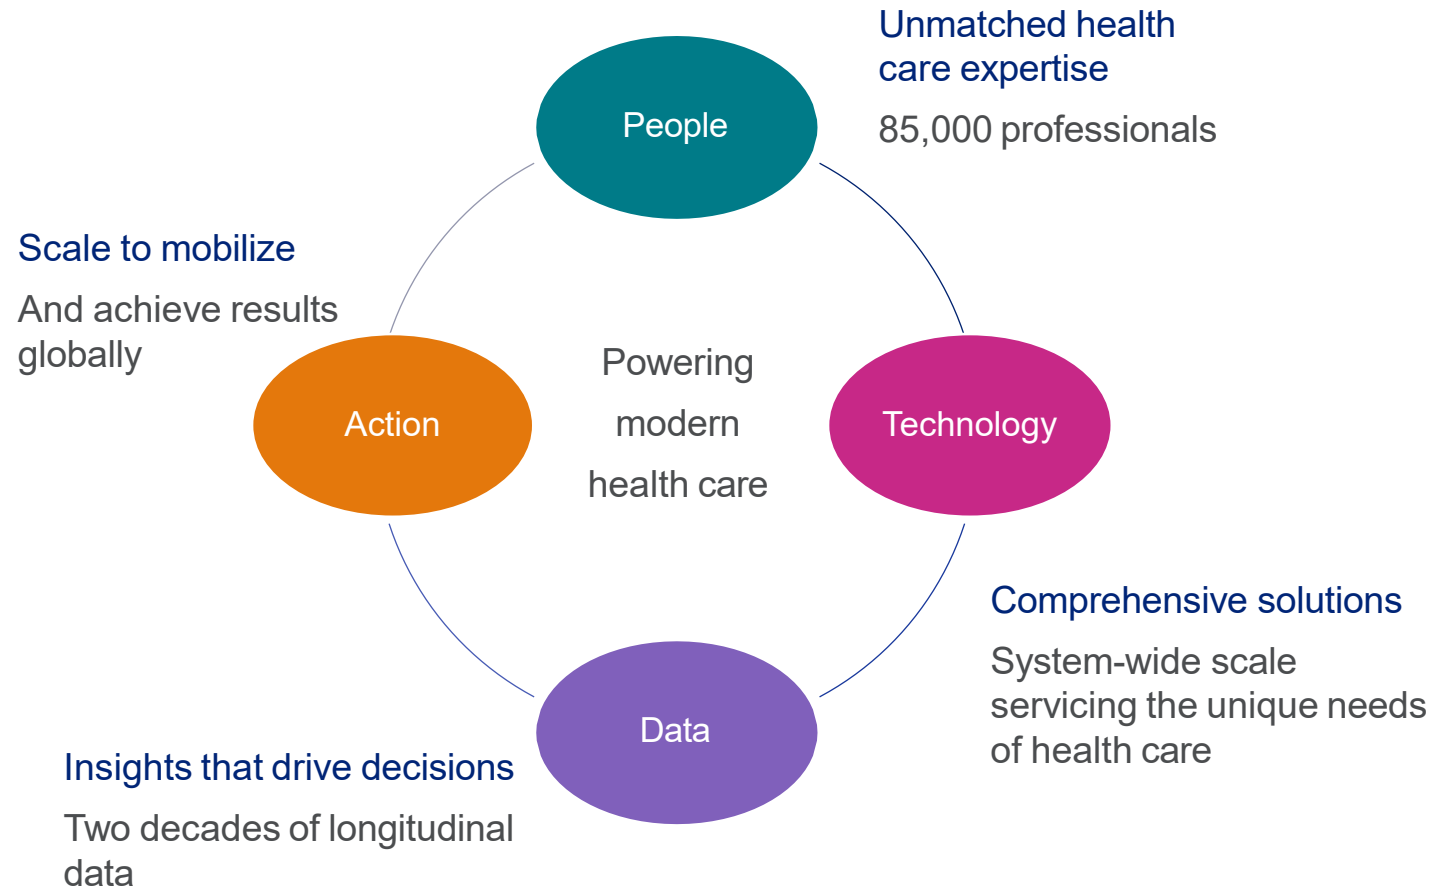 Unmatched health
care expertise
85,000 professionals
People
Scale to mobilize
And achieve results
globally
Action
Powering
modern
health care
Technology
Comprehensive solutions
System-wide scale
servicing the unique needs
of health care
Data
Insights that drive decisions
Two decades of longitudinal
data